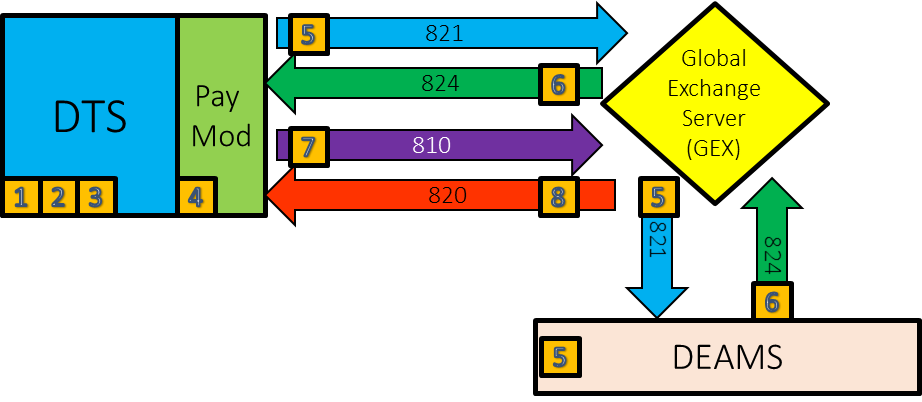 DTS
Pay
Mod
1 2 3 4
5 821
824 6
7 810
820 8
Global
Exchange
Server
(GEX)
5
821
824
6
5 DEAMS